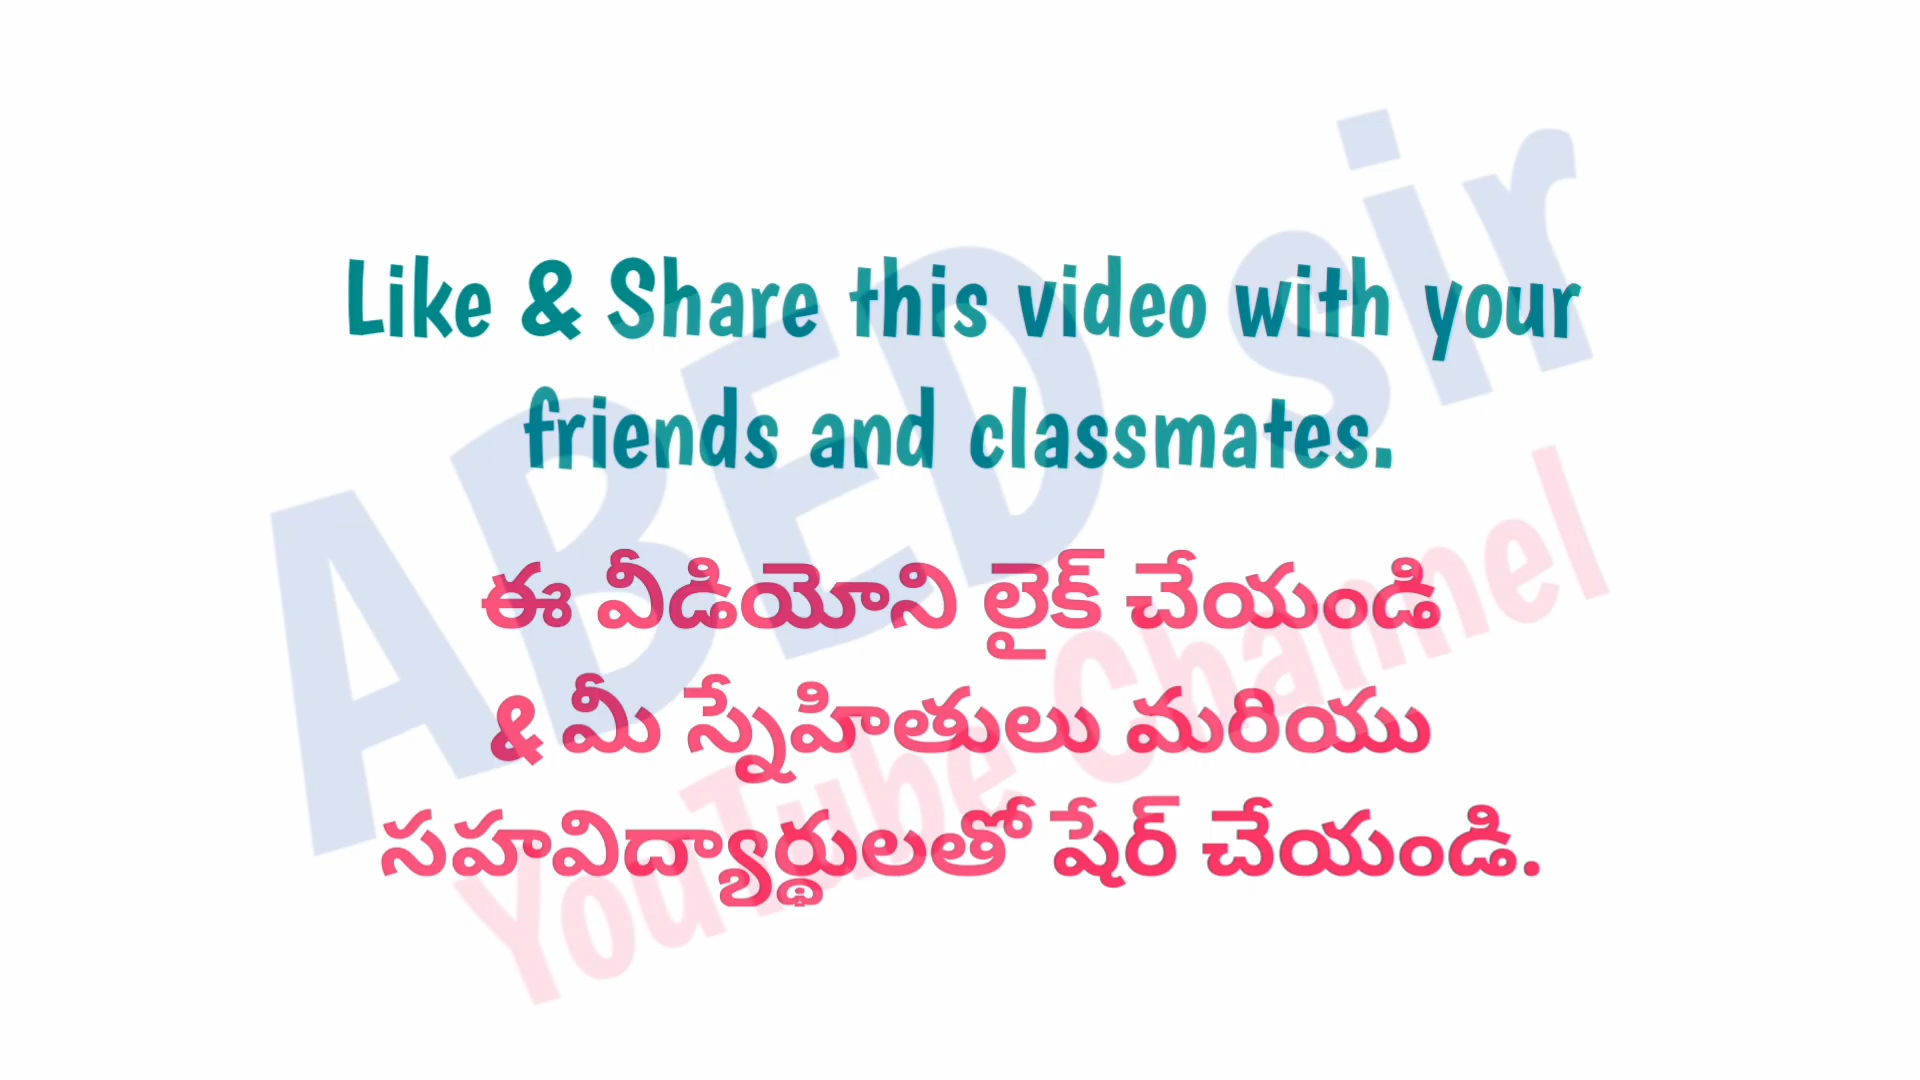 Like & Share this video with your
friends and classmates.
ఈ వీడియోని లైక్ చేయండి
& మీ స్నేహితులు మరియు
సహవిద్యార్థులతో షేర్ చేయండి.
ABED sir
YouTube Channel